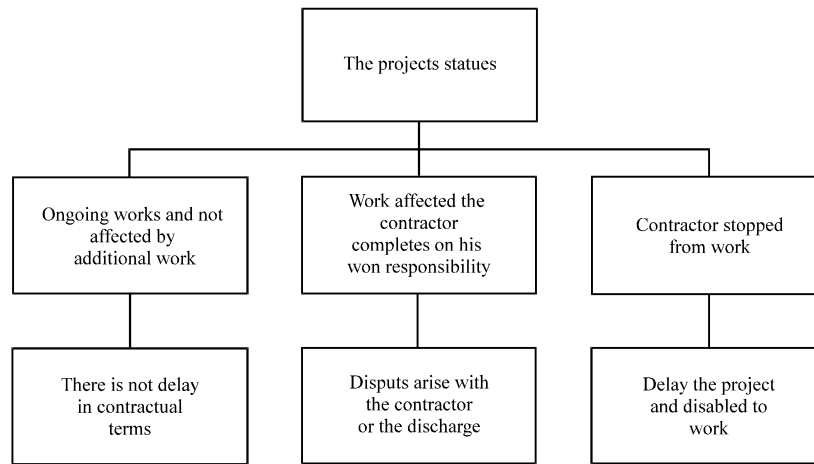 The projects statues
Ongoing works and not
affected by
additional work
Work affected the
contractor
completes on his
won responsibility
Contractor stopped
from work
There is not delay
in contractual
terms
Disputs arise with
the contractor
or the discharge
Delay the project
and disabled to
work